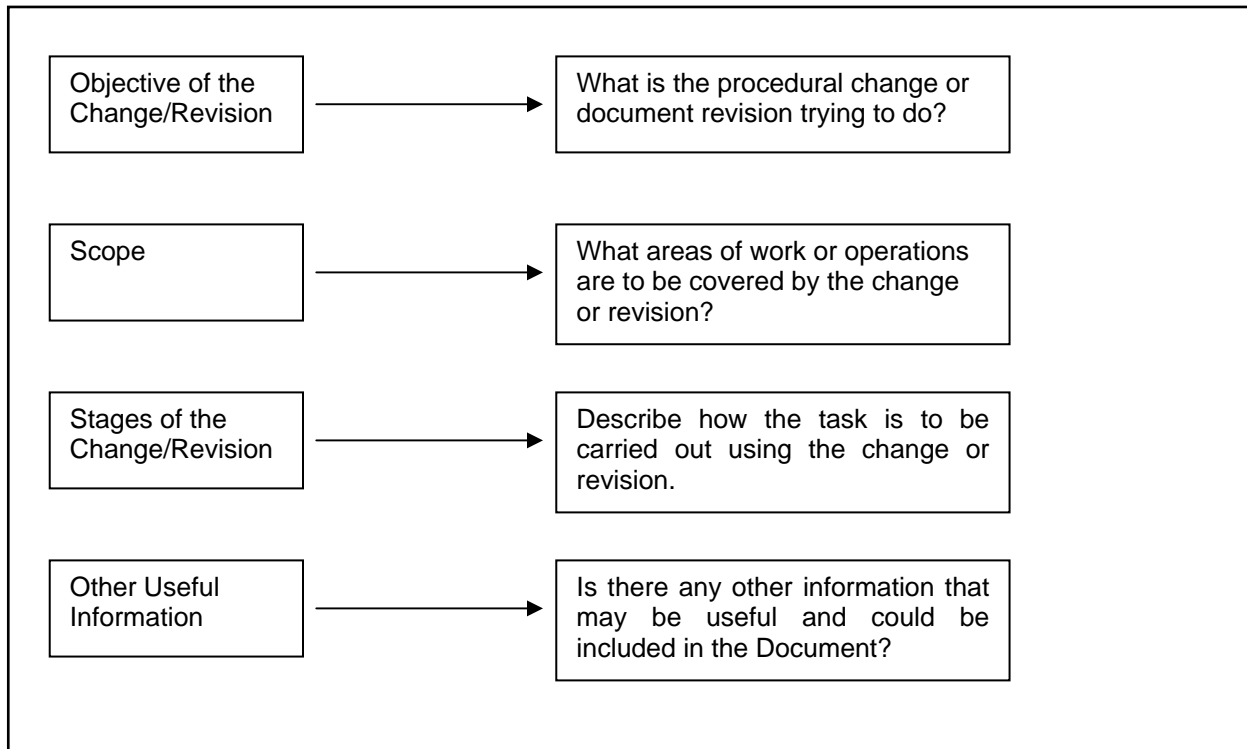 Objective of the
Change/Revision
What is the procedural change or
document revision trying to do?
Scope
What areas of work or operations
are to be covered by the change
or revision?
Stages of the
Change/Revision
Describe how the task is to be
carried out using the change or
revision.
Other Useful
Information
Is there any other information that
may be useful and could be
included in the Document?